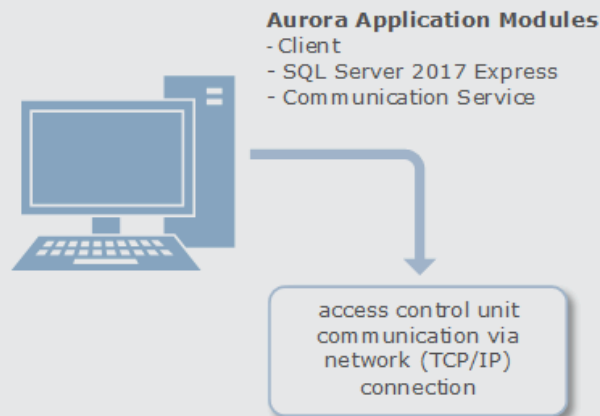 Aurora Application Modules
- Client
- SQL Server 2017 Express
- Communication Service
access control unit
communication via
network (TCP/IP)
connection